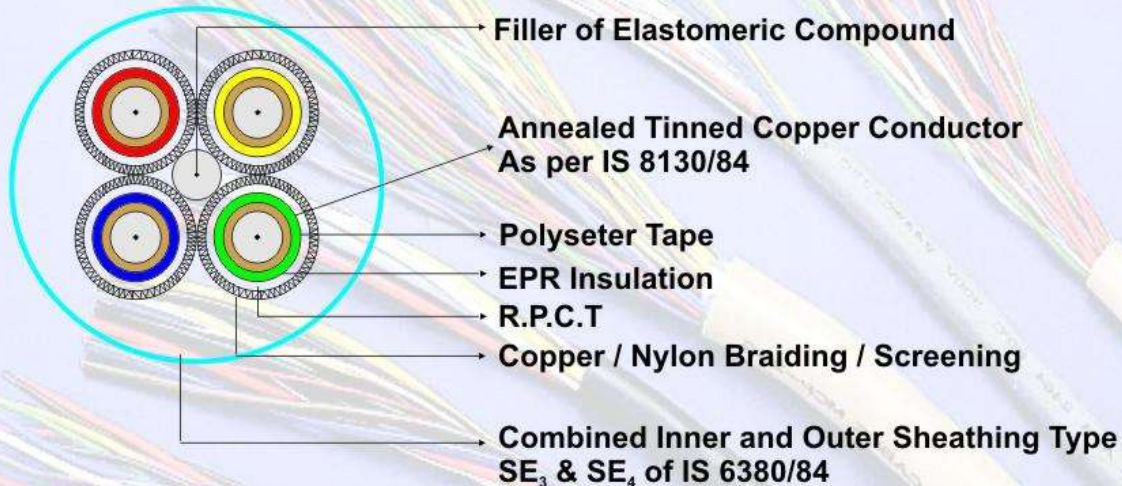 Filler of Elastomeric Compound
Annealed Tinned Copper Conductor
As per IS 8130/84
Polyseter Tape
EPR Insulation
R.P.C.T
Copper / Nylon Braiding / Screening
Combined Inner and Outer Sheathing Type
SE₃ & SE₄ of IS 6380/84